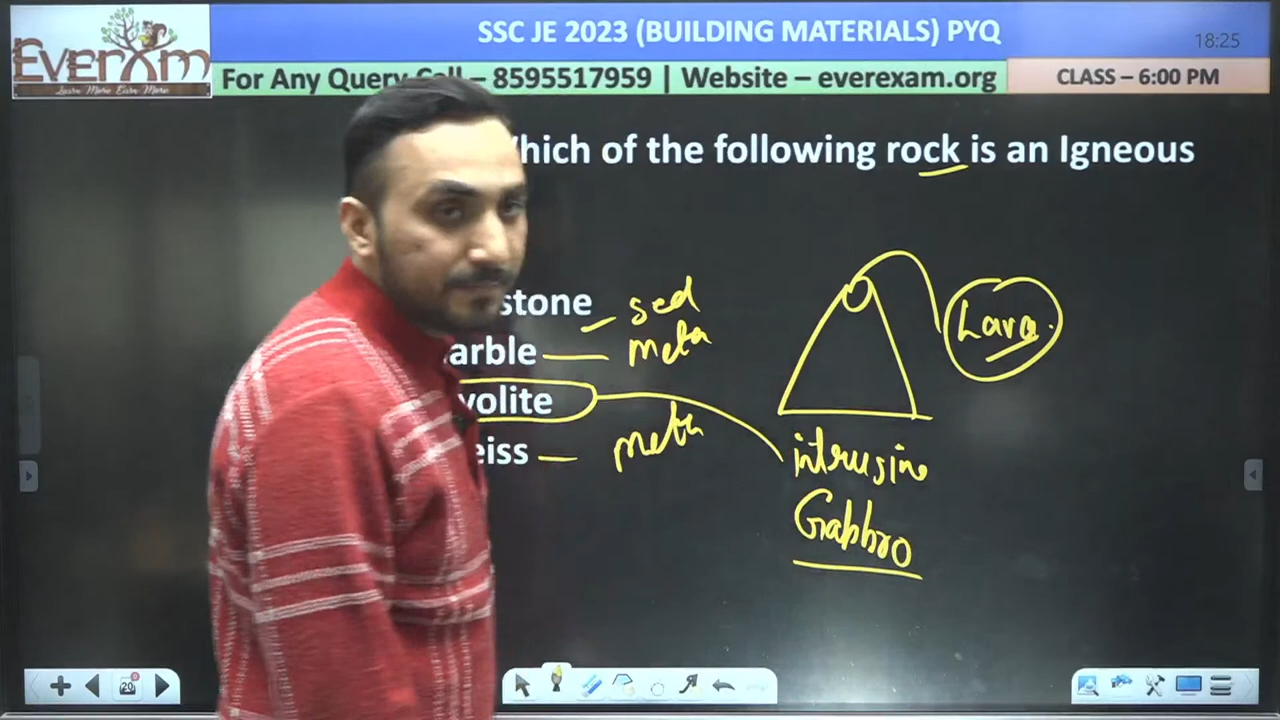 EverExam
Learn More Earn More
SSC JE 2023 (BUILDING MATERIALS) PYQ
18:25
For Any Query Call – 8595517959 | Website – everexam.org
CLASS – 6:00 PM
hich of the following rock is an Igneous
stone sed
arble meta
yolite
eiss meta
Lava.
intrusive
Gabbro
20